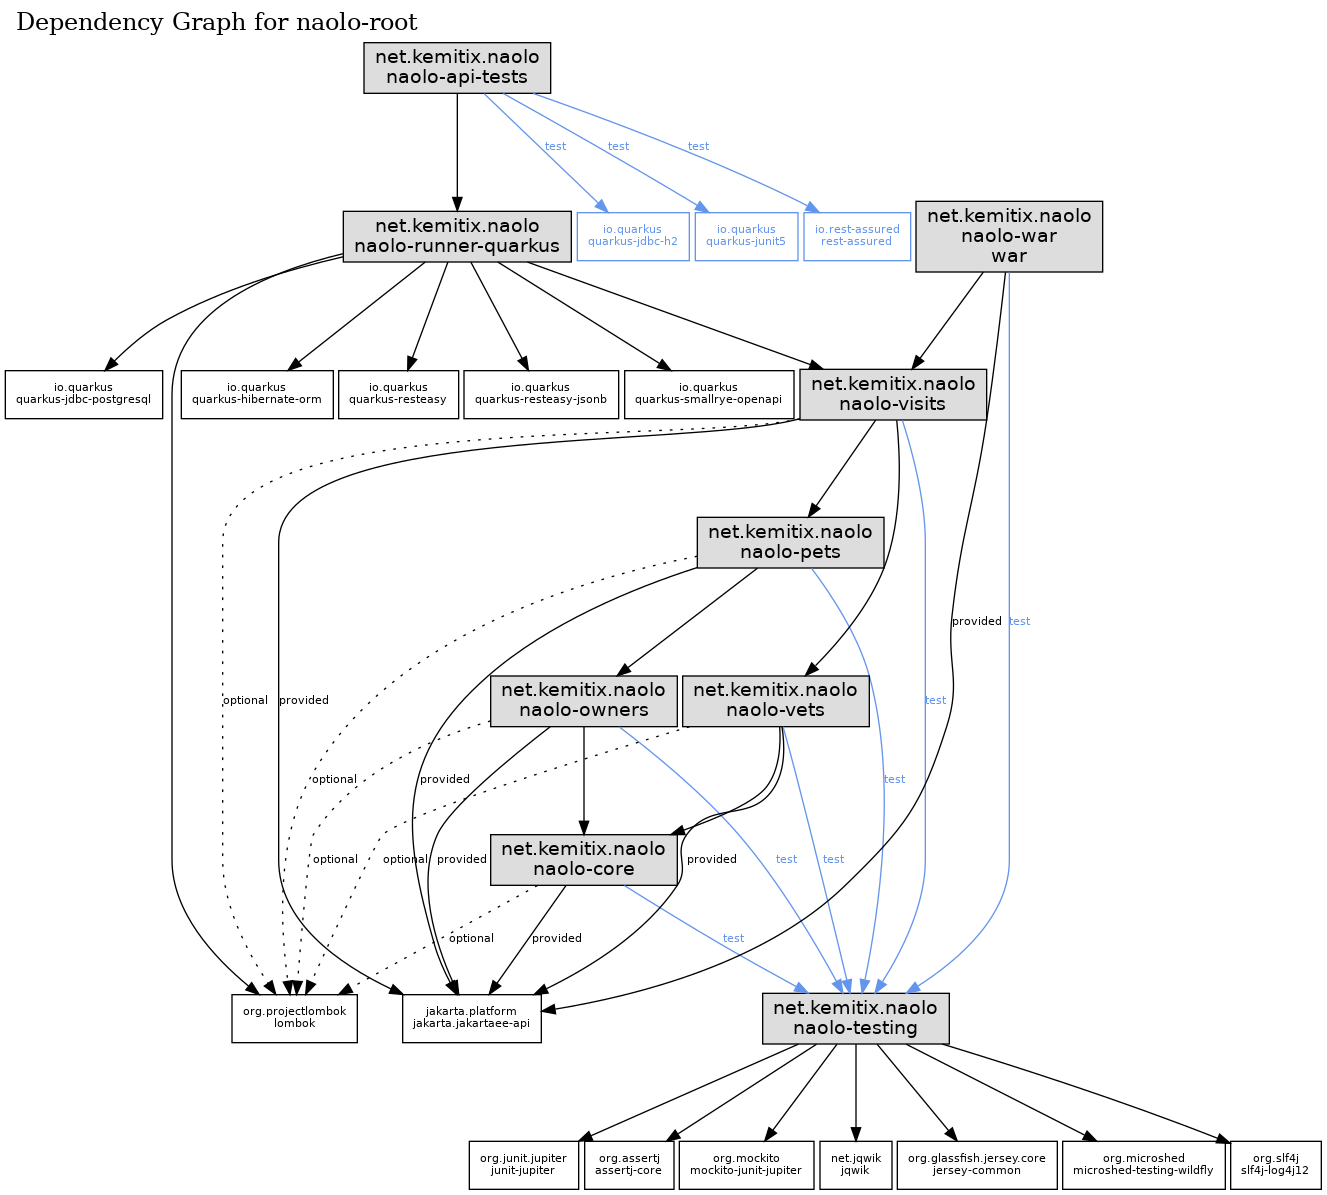 Dependency Graph for naolo-root
net.kemitix.naolo
naolo-api-tests
test
test
test
net.kemitix.naolo
naolo-runner-quarkus
io.quarkus
quarkus-jdbc-h2
io.quarkus
quarkus-junit5
io.rest-assured
rest-assured
net.kemitix.naolo
naolo-war
war
io.quarkus
quarkus-jdbc-postgresql
io.quarkus
quarkus-hibernate-orm
io.quarkus
quarkus-resteasy
io.quarkus
quarkus-resteasy-jsonb
io.quarkus
quarkus-smallrye-openapi
net.kemitix.naolo
naolo-visits
net.kemitix.naolo
naolo-pets
provided
test
optional
provided
net.kemitix.naolo
naolo-owners
net.kemitix.naolo
naolo-vets
test
optional
provided
test
optional
optional
provided
net.kemitix.naolo
naolo-core
provided
test
test
optional
provided
test
org.projectlombok
lombok
jakarta.platform
jakarta.jakartaee-api
net.kemitix.naolo
naolo-testing
org.junit.jupiter
junit-jupiter
org.assertj
assertj-core
org.mockito
mockito-junit-jupiter
net.jqwik
jqwik
org.glassfish.jersey.core
jersey-common
org.microshed
microshed-testing-wildfly
org.slf4j
slf4j-log4j12